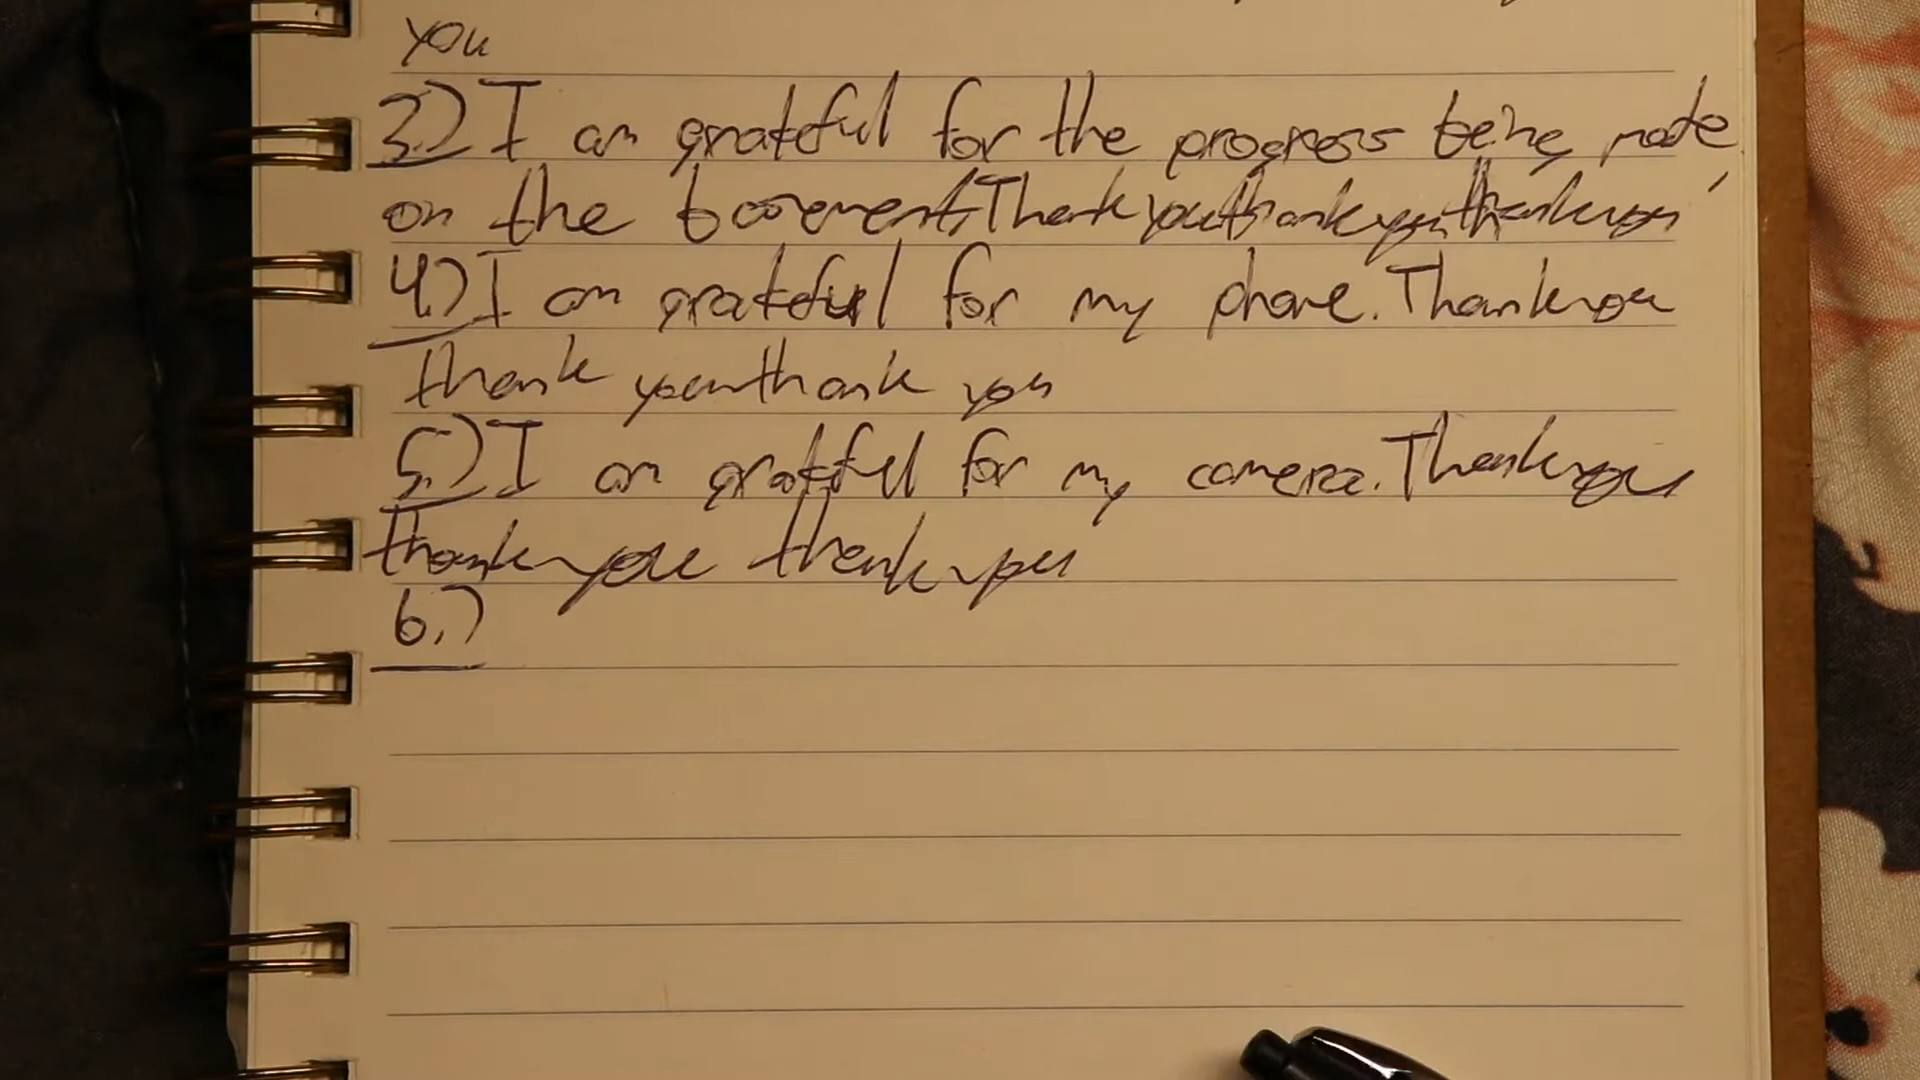 you
3.) I am grateful for the progress being made
on the basement. Thank you thank you thank you
4.) I am grateful for my phone. Thank you
thank you thank you
5.) I am grateful for my camera. Thank you
thank you thank you
6.)